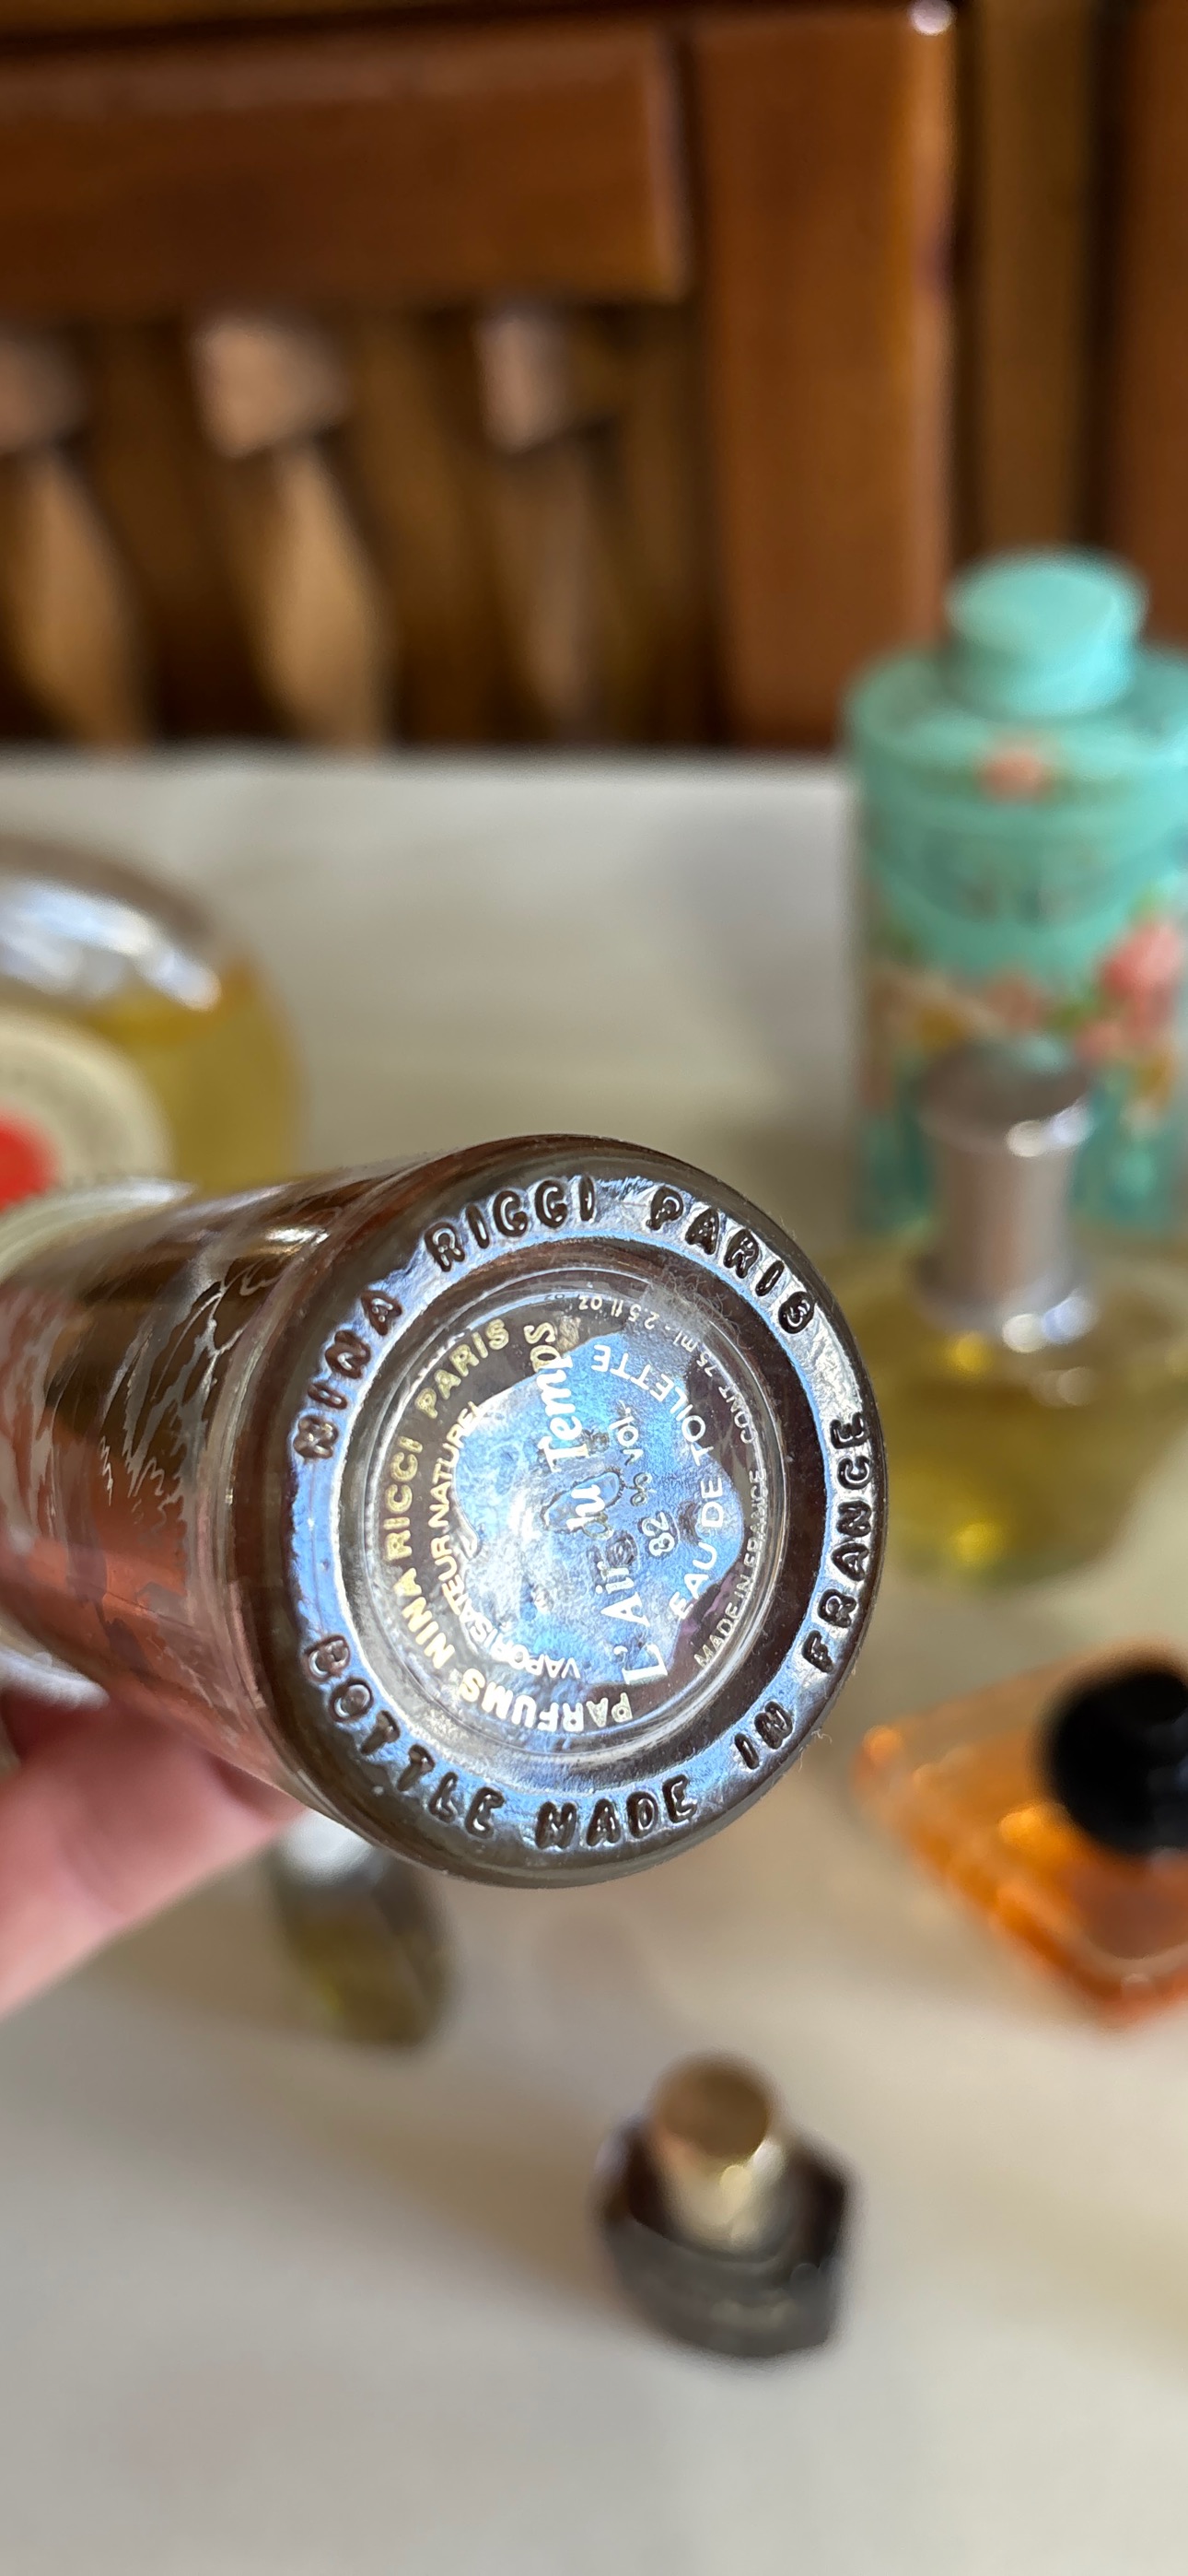 NINA RICCI PARIS
BOTTLE MADE IN FRANCE
PARFUMS NINA RICCI PARIS
VAPORISATEUR NATUREL
L'Air du Temps
82 % VOL.
EAU DE TOILETTE
MADE IN FRANCE CONT. 75 ml - 2.5 fl oz